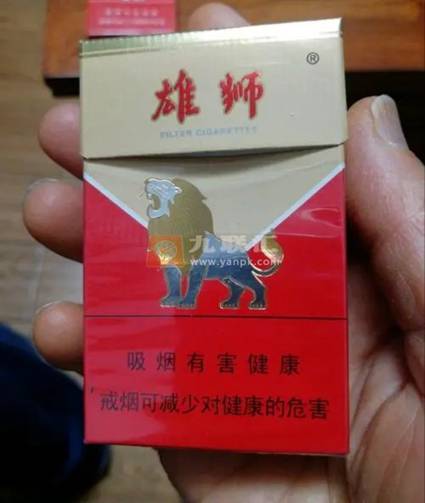 雄狮
®
FILTER CIGARETTES
九联汇
www.yanpk.com
吸烟有害健康
戒烟可减少对健康的危害